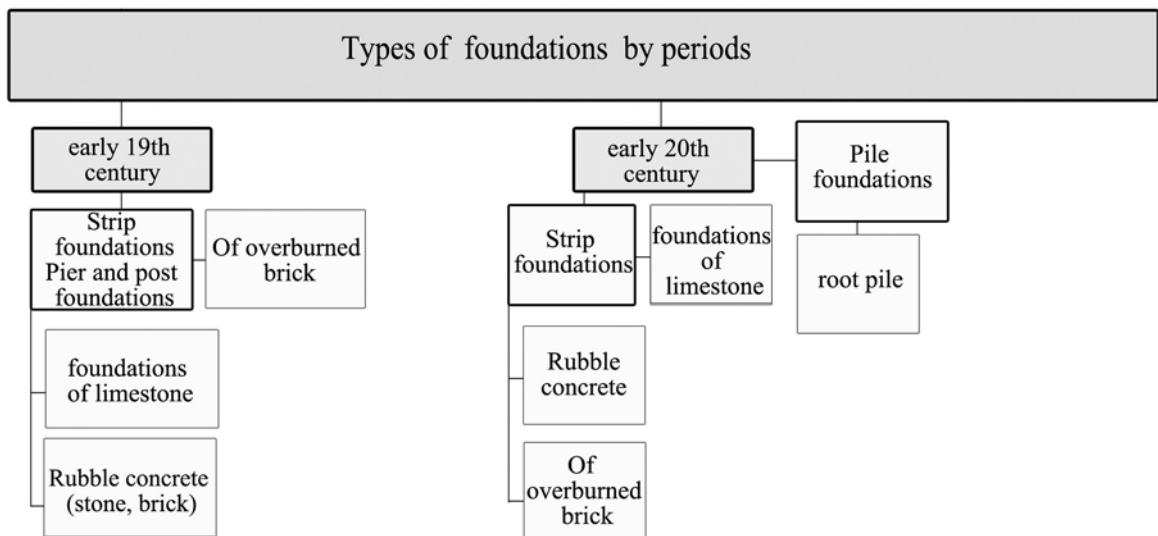 Types of foundations by periods
early 19th
century
Strip
foundations
Pier and post
foundations
Of overburned
brick
foundations
of limestone
Rubble concrete
(stone, brick)
early 20th
century
Pile
foundations
root pile
Strip
foundations
foundations
of
limestone
Rubble
concrete
Of
overburned
brick